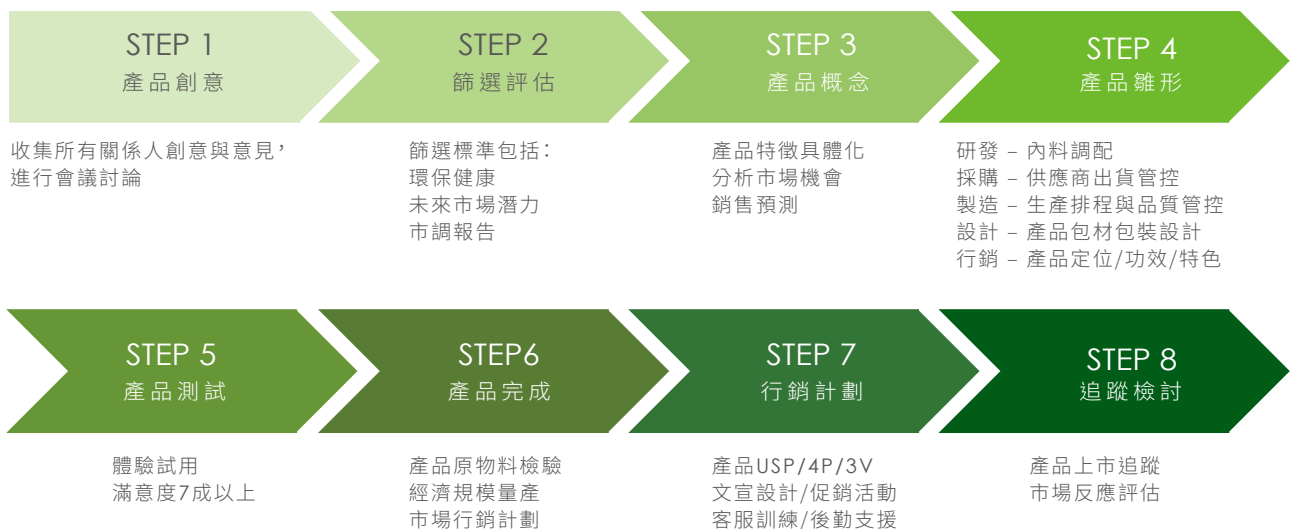 STEP 1
產品創意
收集所有關係人創意與意見，
進行會議討論
STEP 2
篩選評估
篩選標準包括：
環保健康
未來市場潛力
市調報告
STEP 3
產品概念
產品特徵具體化
分析市場機會
銷售預測
STEP 4
產品雛形
研發 – 內料調配
採購 – 供應商出貨管控
製造 – 生產排程與品質管控
設計 – 產品包材包裝設計
行銷 – 產品定位/功效/特色
STEP 5
產品測試
體驗試用
滿意度7成以上
STEP6
產品完成
產品原物料檢驗
經濟規模量產
市場行銷計劃
STEP 7
行銷計劃
產品USP/4P/3V
文宣設計/促銷活動
客服訓練/後勤支援
STEP 8
追蹤檢討
產品上市追蹤
市場反應評估